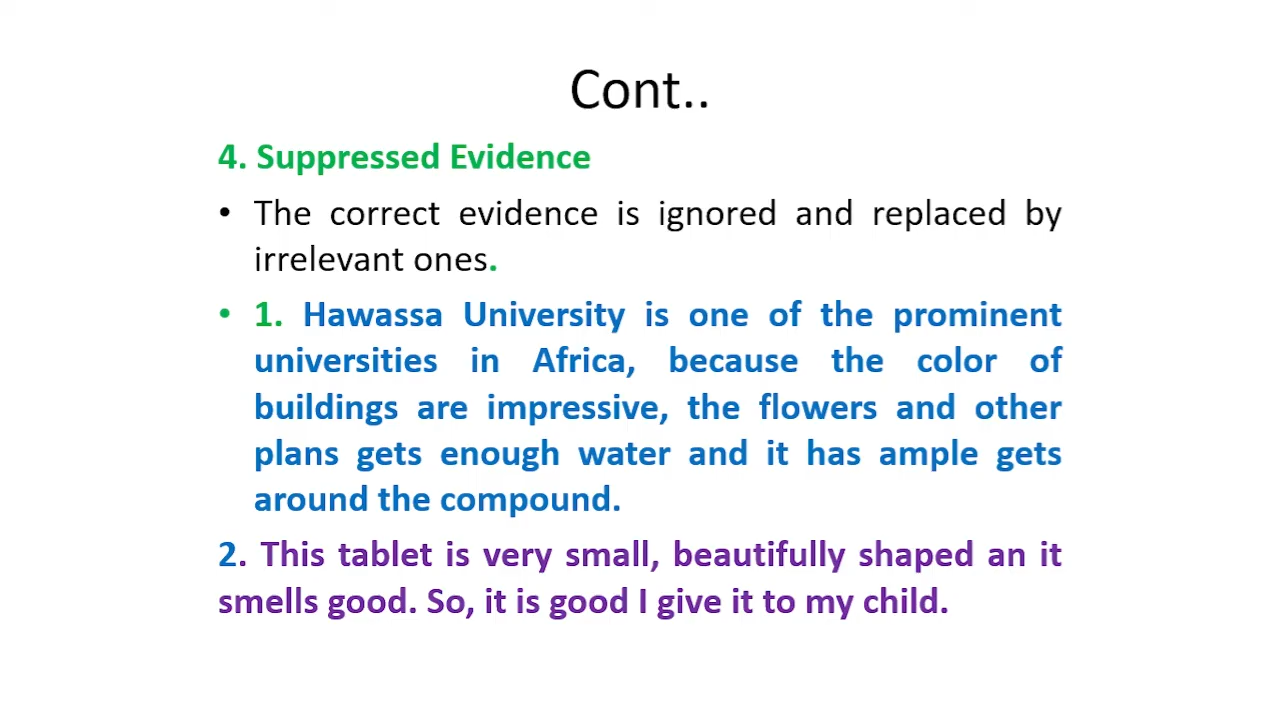 Cont..
4. Suppressed Evidence
• The correct evidence is ignored and replaced by
irrelevant ones.
• 1. Hawassa University is one of the prominent
universities in Africa, because the color of
buildings are impressive, the flowers and other
plans gets enough water and it has ample gets
around the compound.
2. This tablet is very small, beautifully shaped an it
smells good. So, it is good I give it to my child.